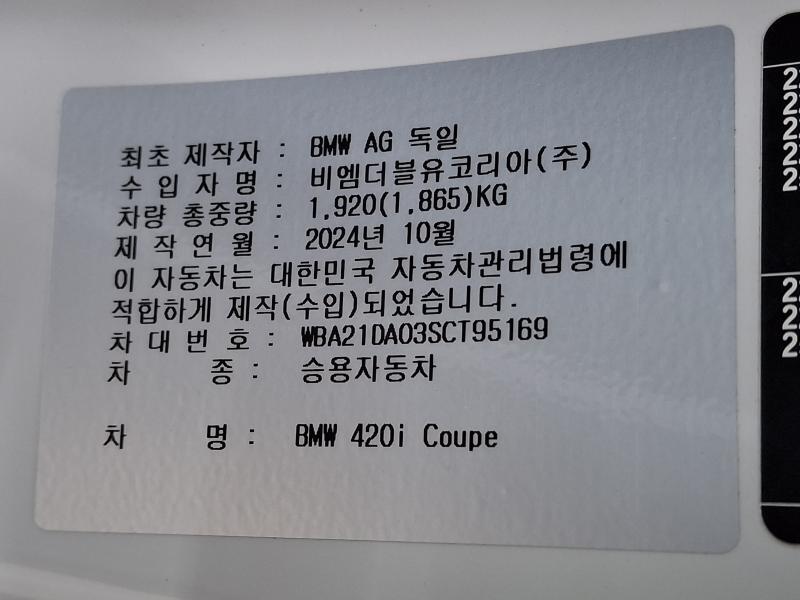 최초 제작자 : BMW AG 독일
수 입 자 명 : 비엠더블유코리아(주)
차량 총중량 : 1,920(1,865)KG
제 작 연 월 : 2024년 10월
이 자동차는 대한민국 자동차관리법령에
적합하게 제작(수입)되었습니다.
차 대 번 호 : WBA21DA03SCT95169
차 종 : 승용자동차
차 명 : BMW 420i Coupe